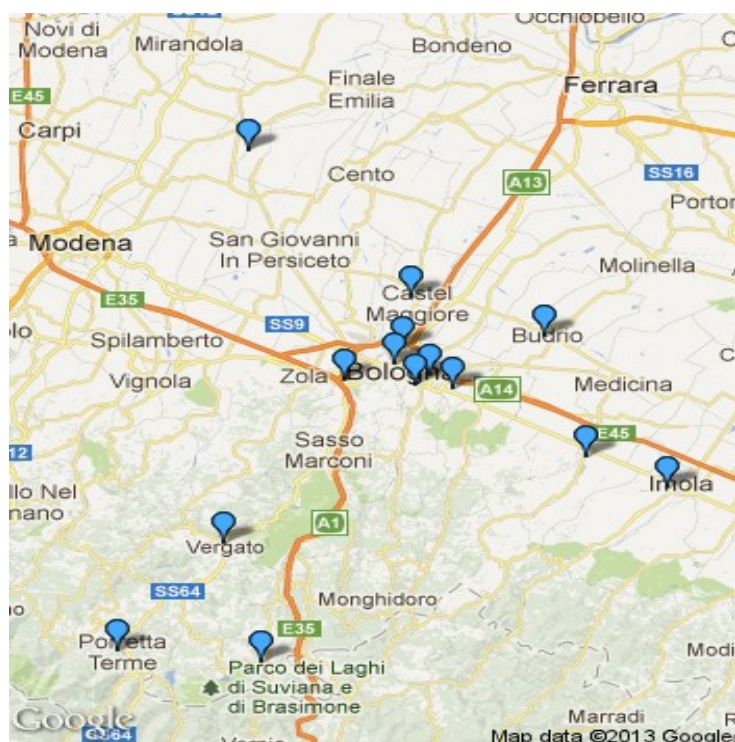 Occhiobello
Novi di
Modena
Mirandola
Bondeno
Finale
Emilia
Ferrara
E45
Carpi
Cento
A13
SS16
Modena
San Giovanni
In Persiceto
Molinella
E35
Castel
Maggiore
Spilamberto
SS9
Budrio
Vignola
Zola
Bologna
A14
Medicina
Sasso
Marconi
E45
Imola
A1
Vergato
SS64
Monghidoro
E35
Porretta
Terme
Parco dei Laghi
di Suviana e
di Brasimone
Marradi
Google
SS64
Map data ©2013 Google